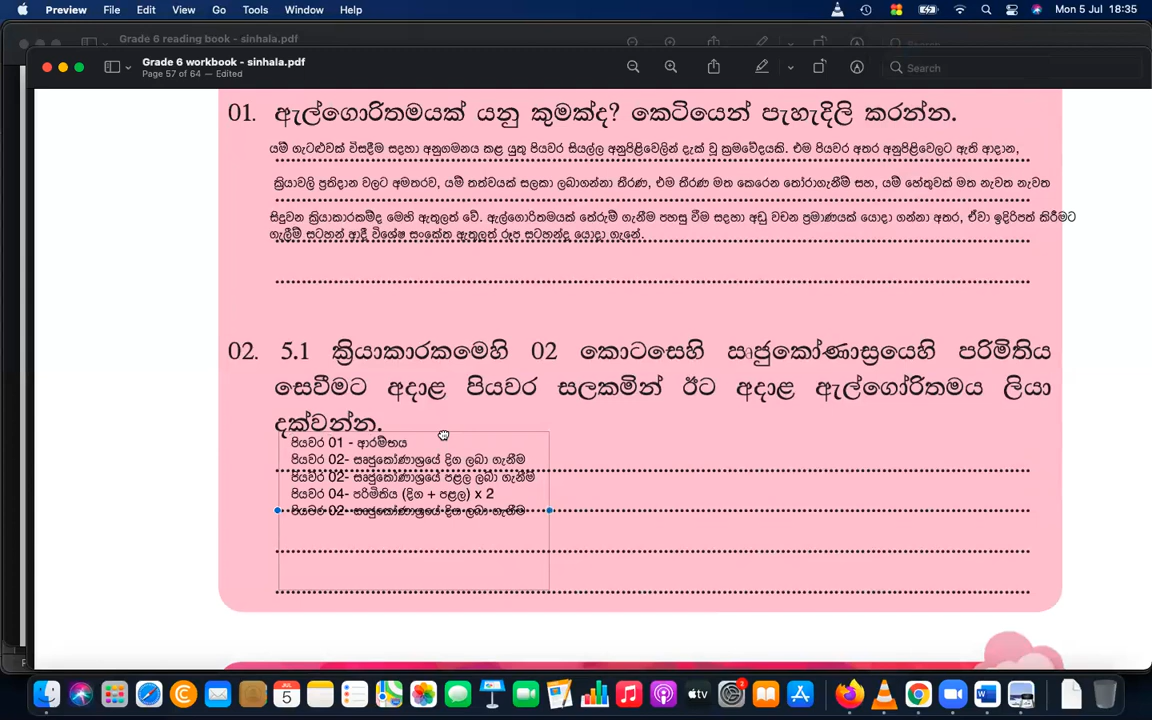 Preview File Edit View Go Tools Window Help Mon 5 Jul 18:35
Grade 6 reading book - sinhala.pdf Search
Grade 6 workbook - sinhala.pdf
Page 57 of 64 — Edited
Search
01. ඇල්ගොරිතමයක් යනු කුමක්ද? කෙටියෙන් පැහැදිලි කරන්න.
යම් ගැටළුවක් විසදීම සදහා අනුගමනය කළ යුතු පියවර සියල්ල අනුපිළිවෙලින් දැක් වූ ක්‍රමවේදයකි. එම පියවර අතර අනුපිළිවෙලට ඇති ආදාන,
ක්‍රියාවලි ප්‍රතිදාන වලට අමතරව, යම් තත්වයක් සලකා ලබාගන්නා තීරණ, එම තීරණ මත කෙරෙන තෝරාගැනීම් සහ, යම් හේතුවක් මත නැවත නැවත
සිදුවන ක්‍රියාකාරකම්ද මෙහි ඇතුලත් වේ. ඇල්ගොරිතමයක් තේරුම් ගැනීම පහසු වීම සදහා අඩු වචන ප්‍රමාණයක් යොදා ගන්නා අතර, ඒවා ඉදිරිපත් කිරීමට
ගැලීම් සටහන් ආදී විශේෂ සංකේත ඇතුලත් රූප සටහන්ද යොදා ගැනේ.
02. 5.1 ක්‍රියාකාරකමෙහි 02 කොටසෙහි ඍජුකෝණාස්‍රයෙහි පරිමිතිය
සෙවීමට අදාළ පියවර සලකමින් ඊට අදාළ ඇල්ගෝරිතමය ලියා
දක්වන්න.
පියවර 01 - ආරම්භය
පියවර 02- සෘජුකෝණාශ්‍රයේ දිග ලබා ගැනීම
පියවර 02- සෘජුකෝණාශ්‍රයේ පළල ලබා ගැනීම
පියවර 04- පරිමිතිය (දිග + පළල) x 2
පියවර 02- සෘජුකෝණාශ්‍රයේ දිග ලබා ගැනීම